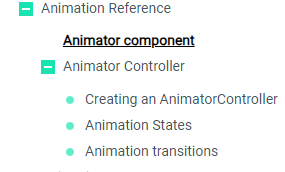 Animation Reference
Animator component
Animator Controller
Creating an AnimatorController
Animation States
Animation transitions